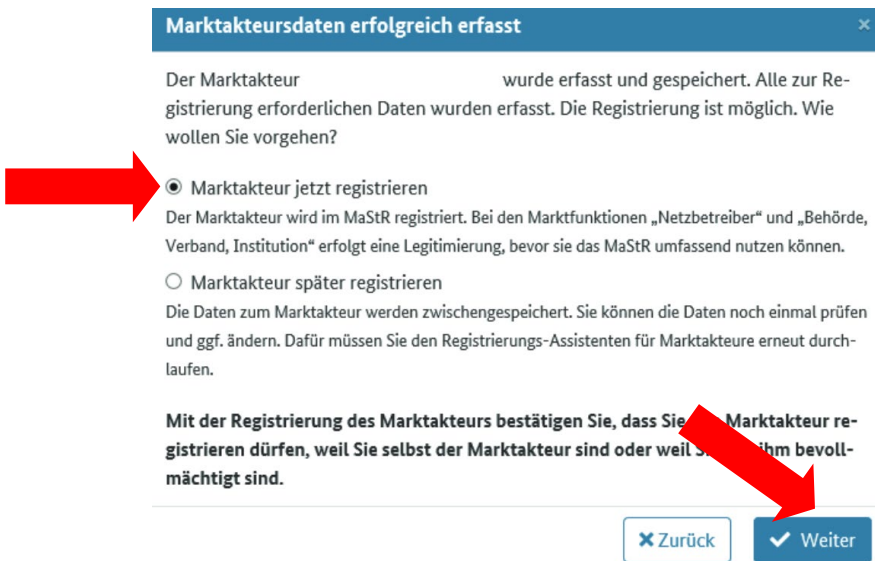 Marktakteursdaten erfolgreich erfasst
Der Marktakteur wurde erfasst und gespeichert. Alle zur Re-
gistrierung erforderlichen Daten wurden erfasst. Die Registrierung ist möglich. Wie
wollen Sie vorgehen?
Marktakteur jetzt registrieren
Der Marktakteur wird im MaStR registriert. Bei den Marktfunktionen „Netzbetreiber“ und „Behörde,
Verband, Institution“ erfolgt eine Legitimierung, bevor sie das MaStR umfassend nutzen können.
Marktakteur später registrieren
Die Daten zum Marktakteur werden zwischengespeichert. Sie können die Daten noch einmal prüfen
und ggf. ändern. Dafür müssen Sie den Registrierungs-Assistenten für Marktakteure erneut durch-
laufen.
Mit der Registrierung des Marktakteurs bestätigen Sie, dass Sie Marktakteur re-
gistrieren dürfen, weil Sie selbst der Marktakteur sind oder weil ihm bevoll-
mächtigt sind.
Zurück
Weiter